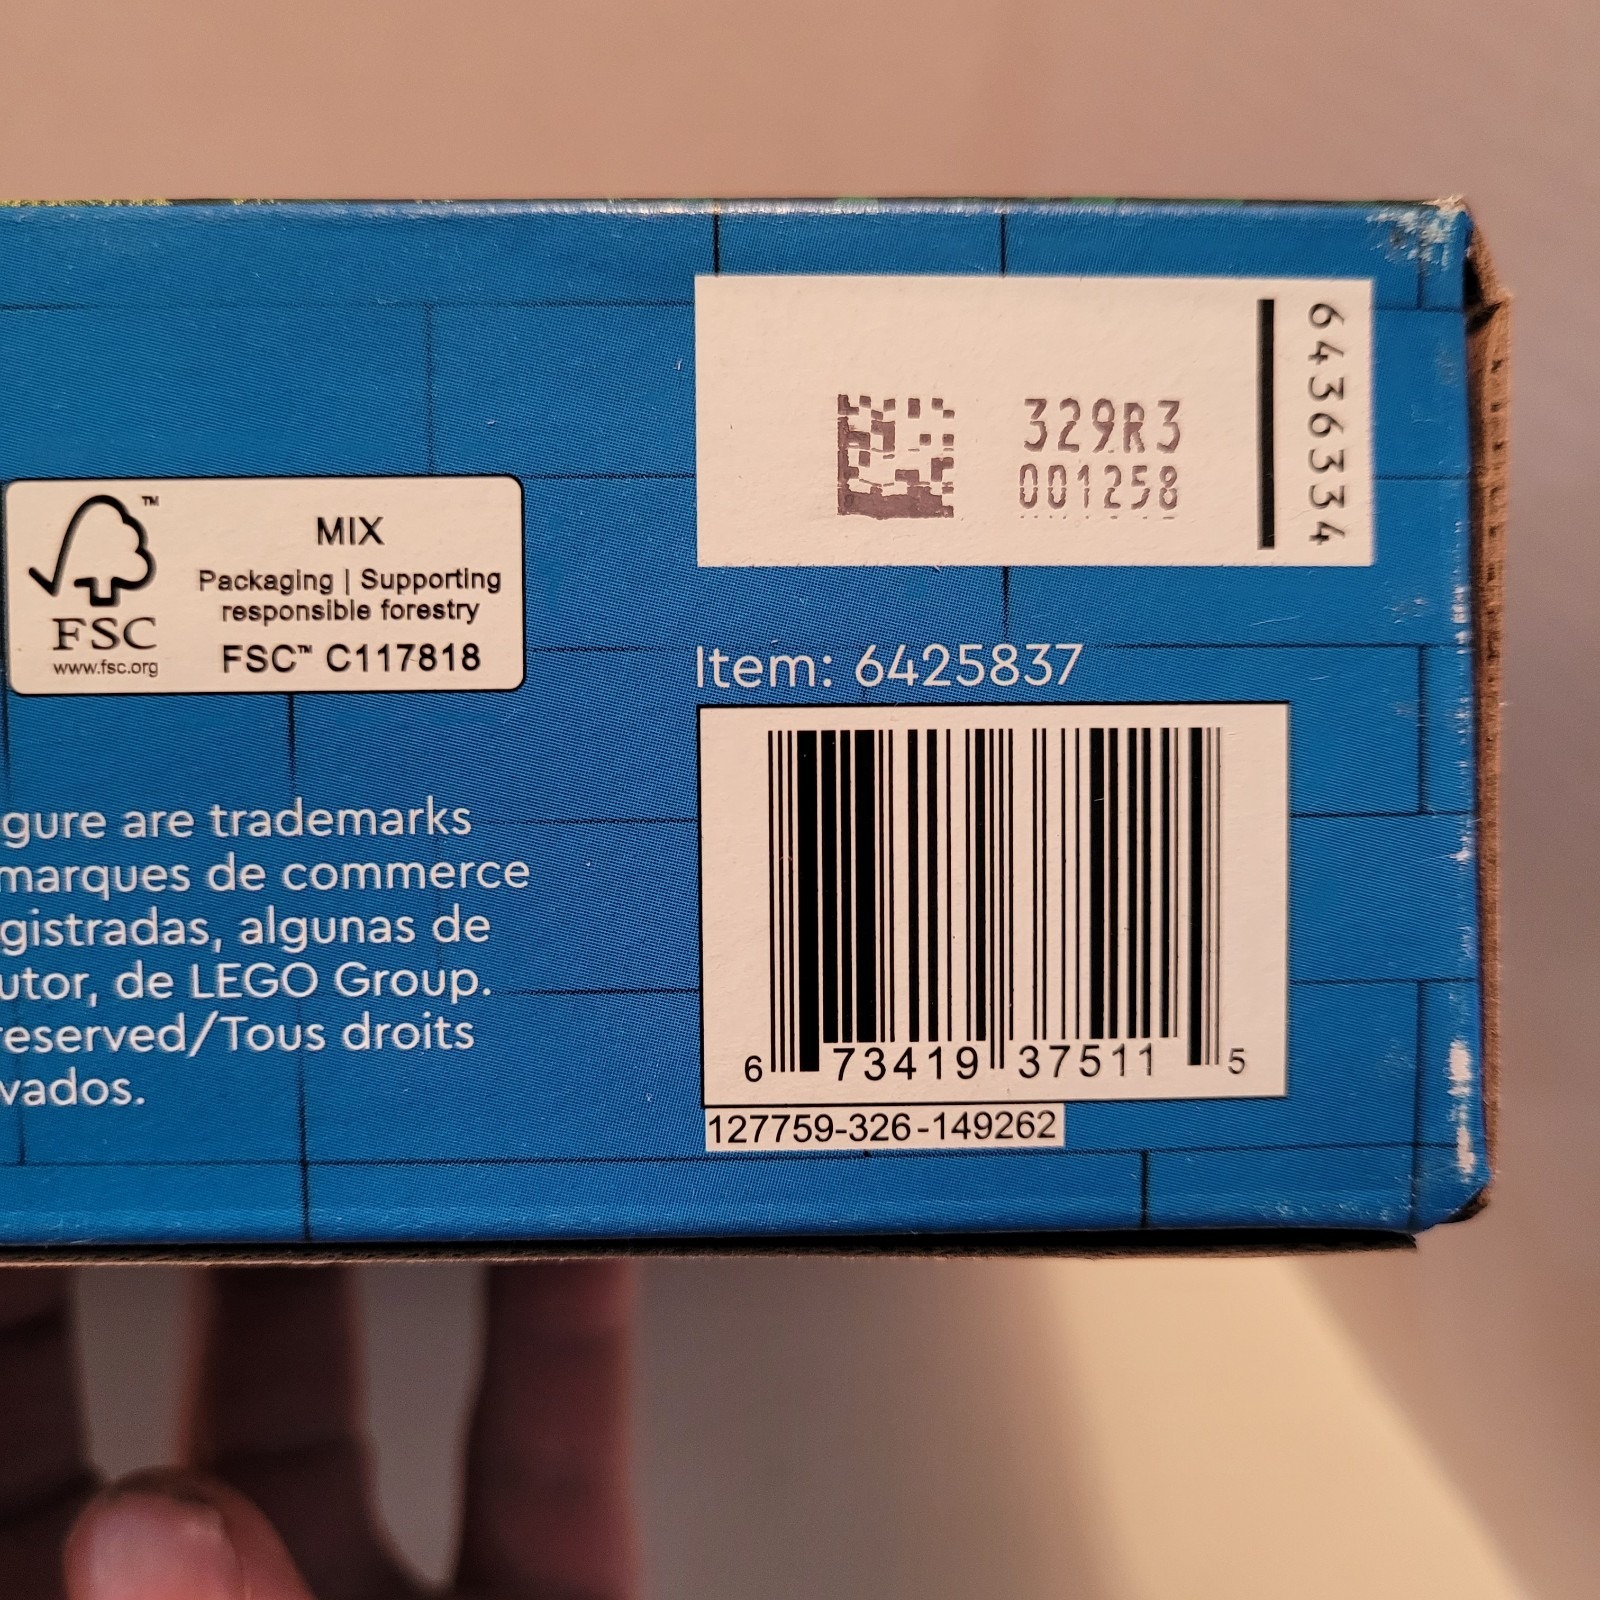 6436334
329R3
001258
™
MIX
Packaging | Supporting
responsible forestry
FSC
www.fsc.org
FSC™ C117818
Item: 6425837
gure are trademarks
marques de commerce
gistradas, algunas de
utor, de LEGO Group.
reserved/Tous droits
vados.
6 73419 37511 5
127759-326-149262